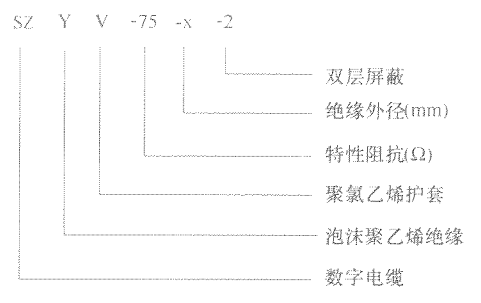 SZ Y V -75 -x -2
双层屏蔽
绝缘外径(mm)
特性阻抗(Ω)
聚氯乙烯护套
泡沫聚乙烯绝缘
数字电缆